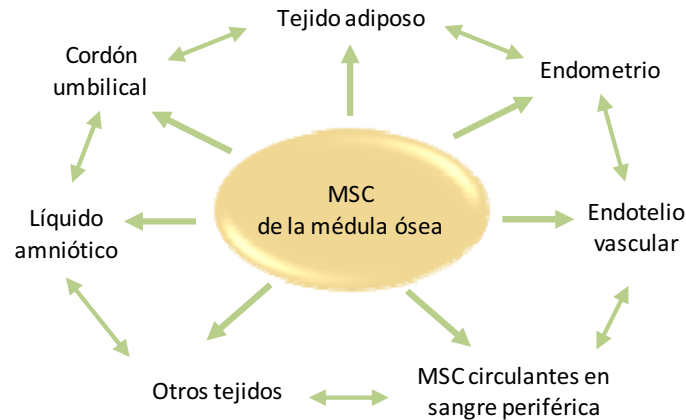 Tejido adiposo
Cordón
umbilical
Endometrio
MSC
de la médula ósea
Líquido
amniótico
Endotelio
vascular
Otros tejidos
MSC circulantes en
sangre periférica